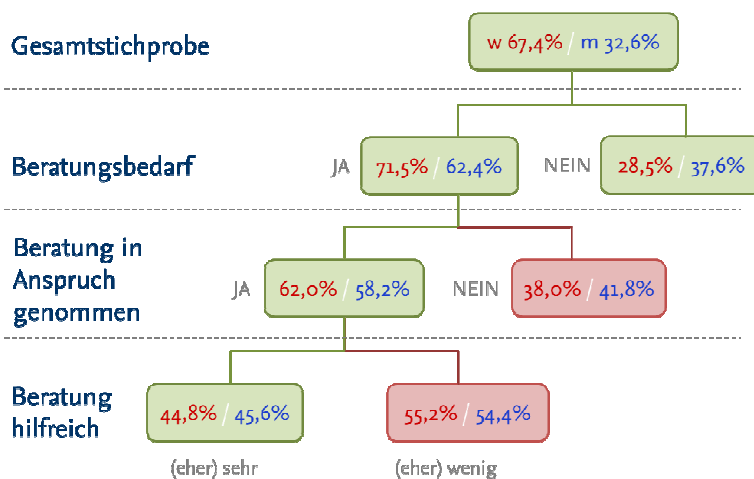 Gesamtstichprobe
w 67,4% / m 32,6%
Beratungsbedarf
JA
71,5% / 62,4%
NEIN
28,5% / 37,6%
Beratung in
Anspruch
genommen
JA
62,0% / 58,2%
NEIN
38,0% / 41,8%
Beratung
hilfreich
44,8% / 45,6%
55,2% / 54,4%
(eher) sehr
(eher) wenig